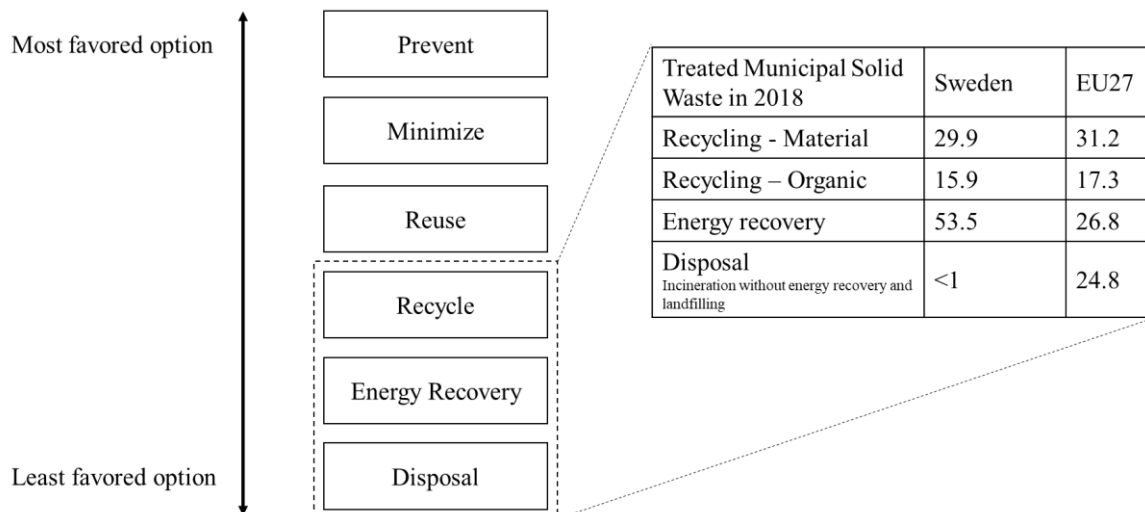 Most favored option
Prevent
Minimize
Reuse
Recycle
Energy Recovery
Disposal
Least favored option
Treated Municipal Solid
Waste in 2018
Sweden
EU27
Recycling - Material
29.9
31.2
Recycling – Organic
15.9
17.3
Energy recovery
53.5
26.8
Disposal
Incineration without energy recovery and
landfilling
<1
24.8